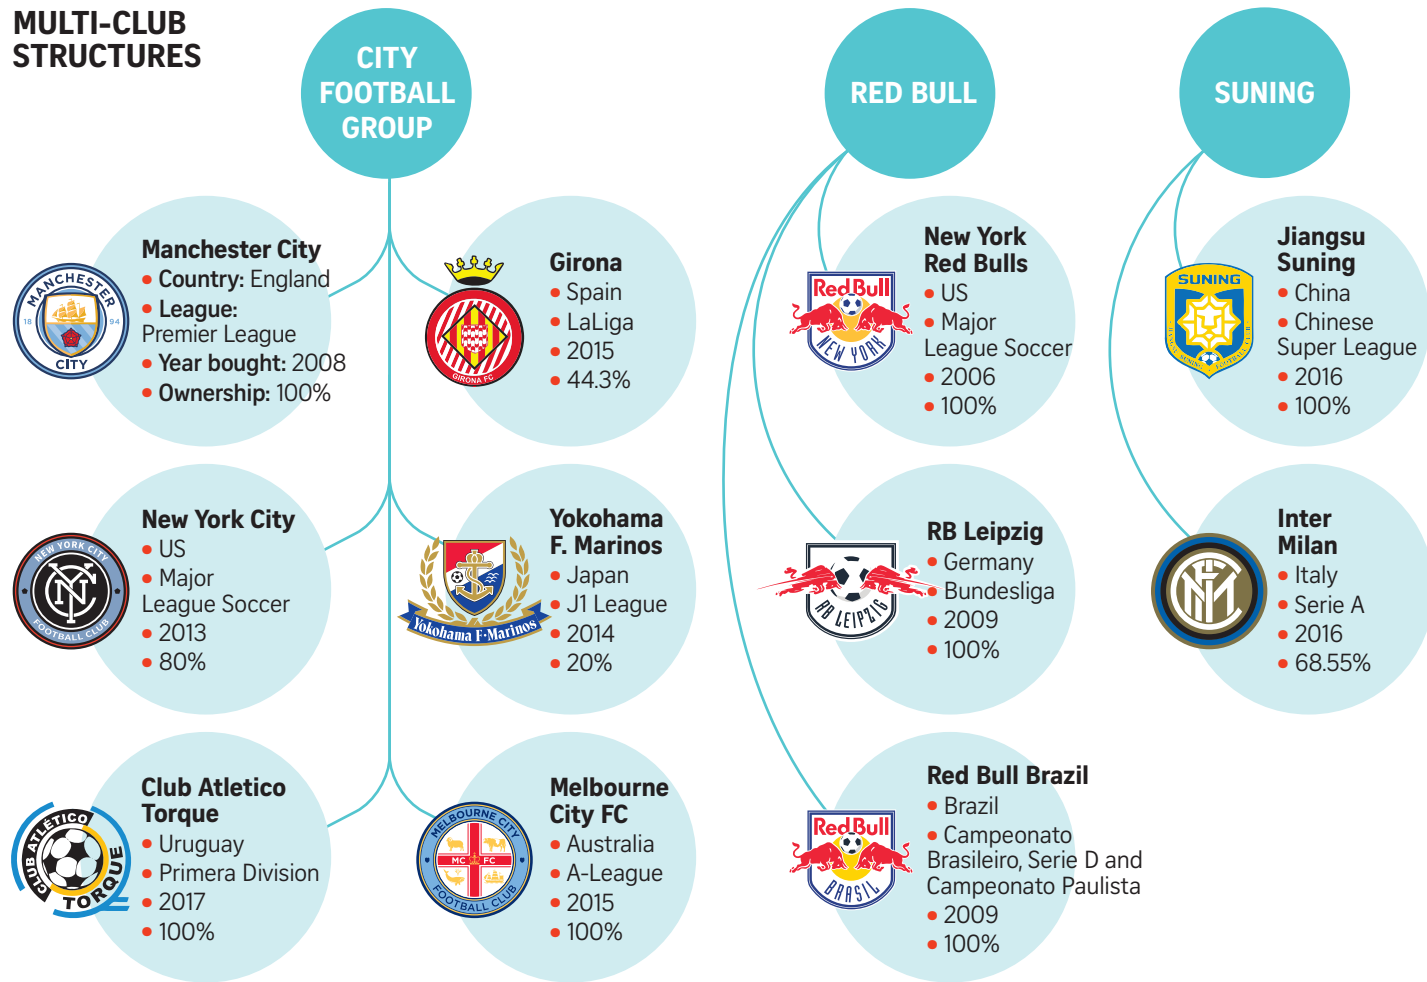 MULTI-CLUB
STRUCTURES
CITY
FOOTBALL
GROUP
RED BULL
SUNING
MANCHESTER
18 94
CITY
Manchester City
• Country: England
• League:
Premier League
• Year bought: 2008
• Ownership: 100%
GIRONA FC
Girona
• Spain
• LaLiga
• 2015
• 44.3%
Red Bull
NEW YORK
New York
Red Bulls
• US
• Major
League Soccer
• 2006
• 100%
SUNING
JIANGSU SUNING · FOOTBALL CLUB
Jiangsu
Suning
• China
• Chinese
Super League
• 2016
• 100%
NEW YORK CITY
NYC
FOOTBALL CLUB
New York City
• US
• Major
League Soccer
• 2013
• 80%
Yokohama F·Marinos
Yokohama
F. Marinos
• Japan
• J1 League
• 2014
• 20%
RB LEIPZIG
RB Leipzig
• Germany
• Bundesliga
• 2009
• 100%
Inter
Milan
• Italy
• Serie A
• 2016
• 68.55%
CLUB ATLÉTICO
TORQUE
Club Atletico
Torque
• Uruguay
• Primera Division
• 2017
• 100%
MELBOURNE CITY
MC FC
FOOTBALL CLUB
Melbourne
City FC
• Australia
• A-League
• 2015
• 100%
Red Bull
BRASIL
Red Bull Brazil
• Brazil
• Campeonato
Brasileiro, Serie D and
Campeonato Paulista
• 2009
• 100%